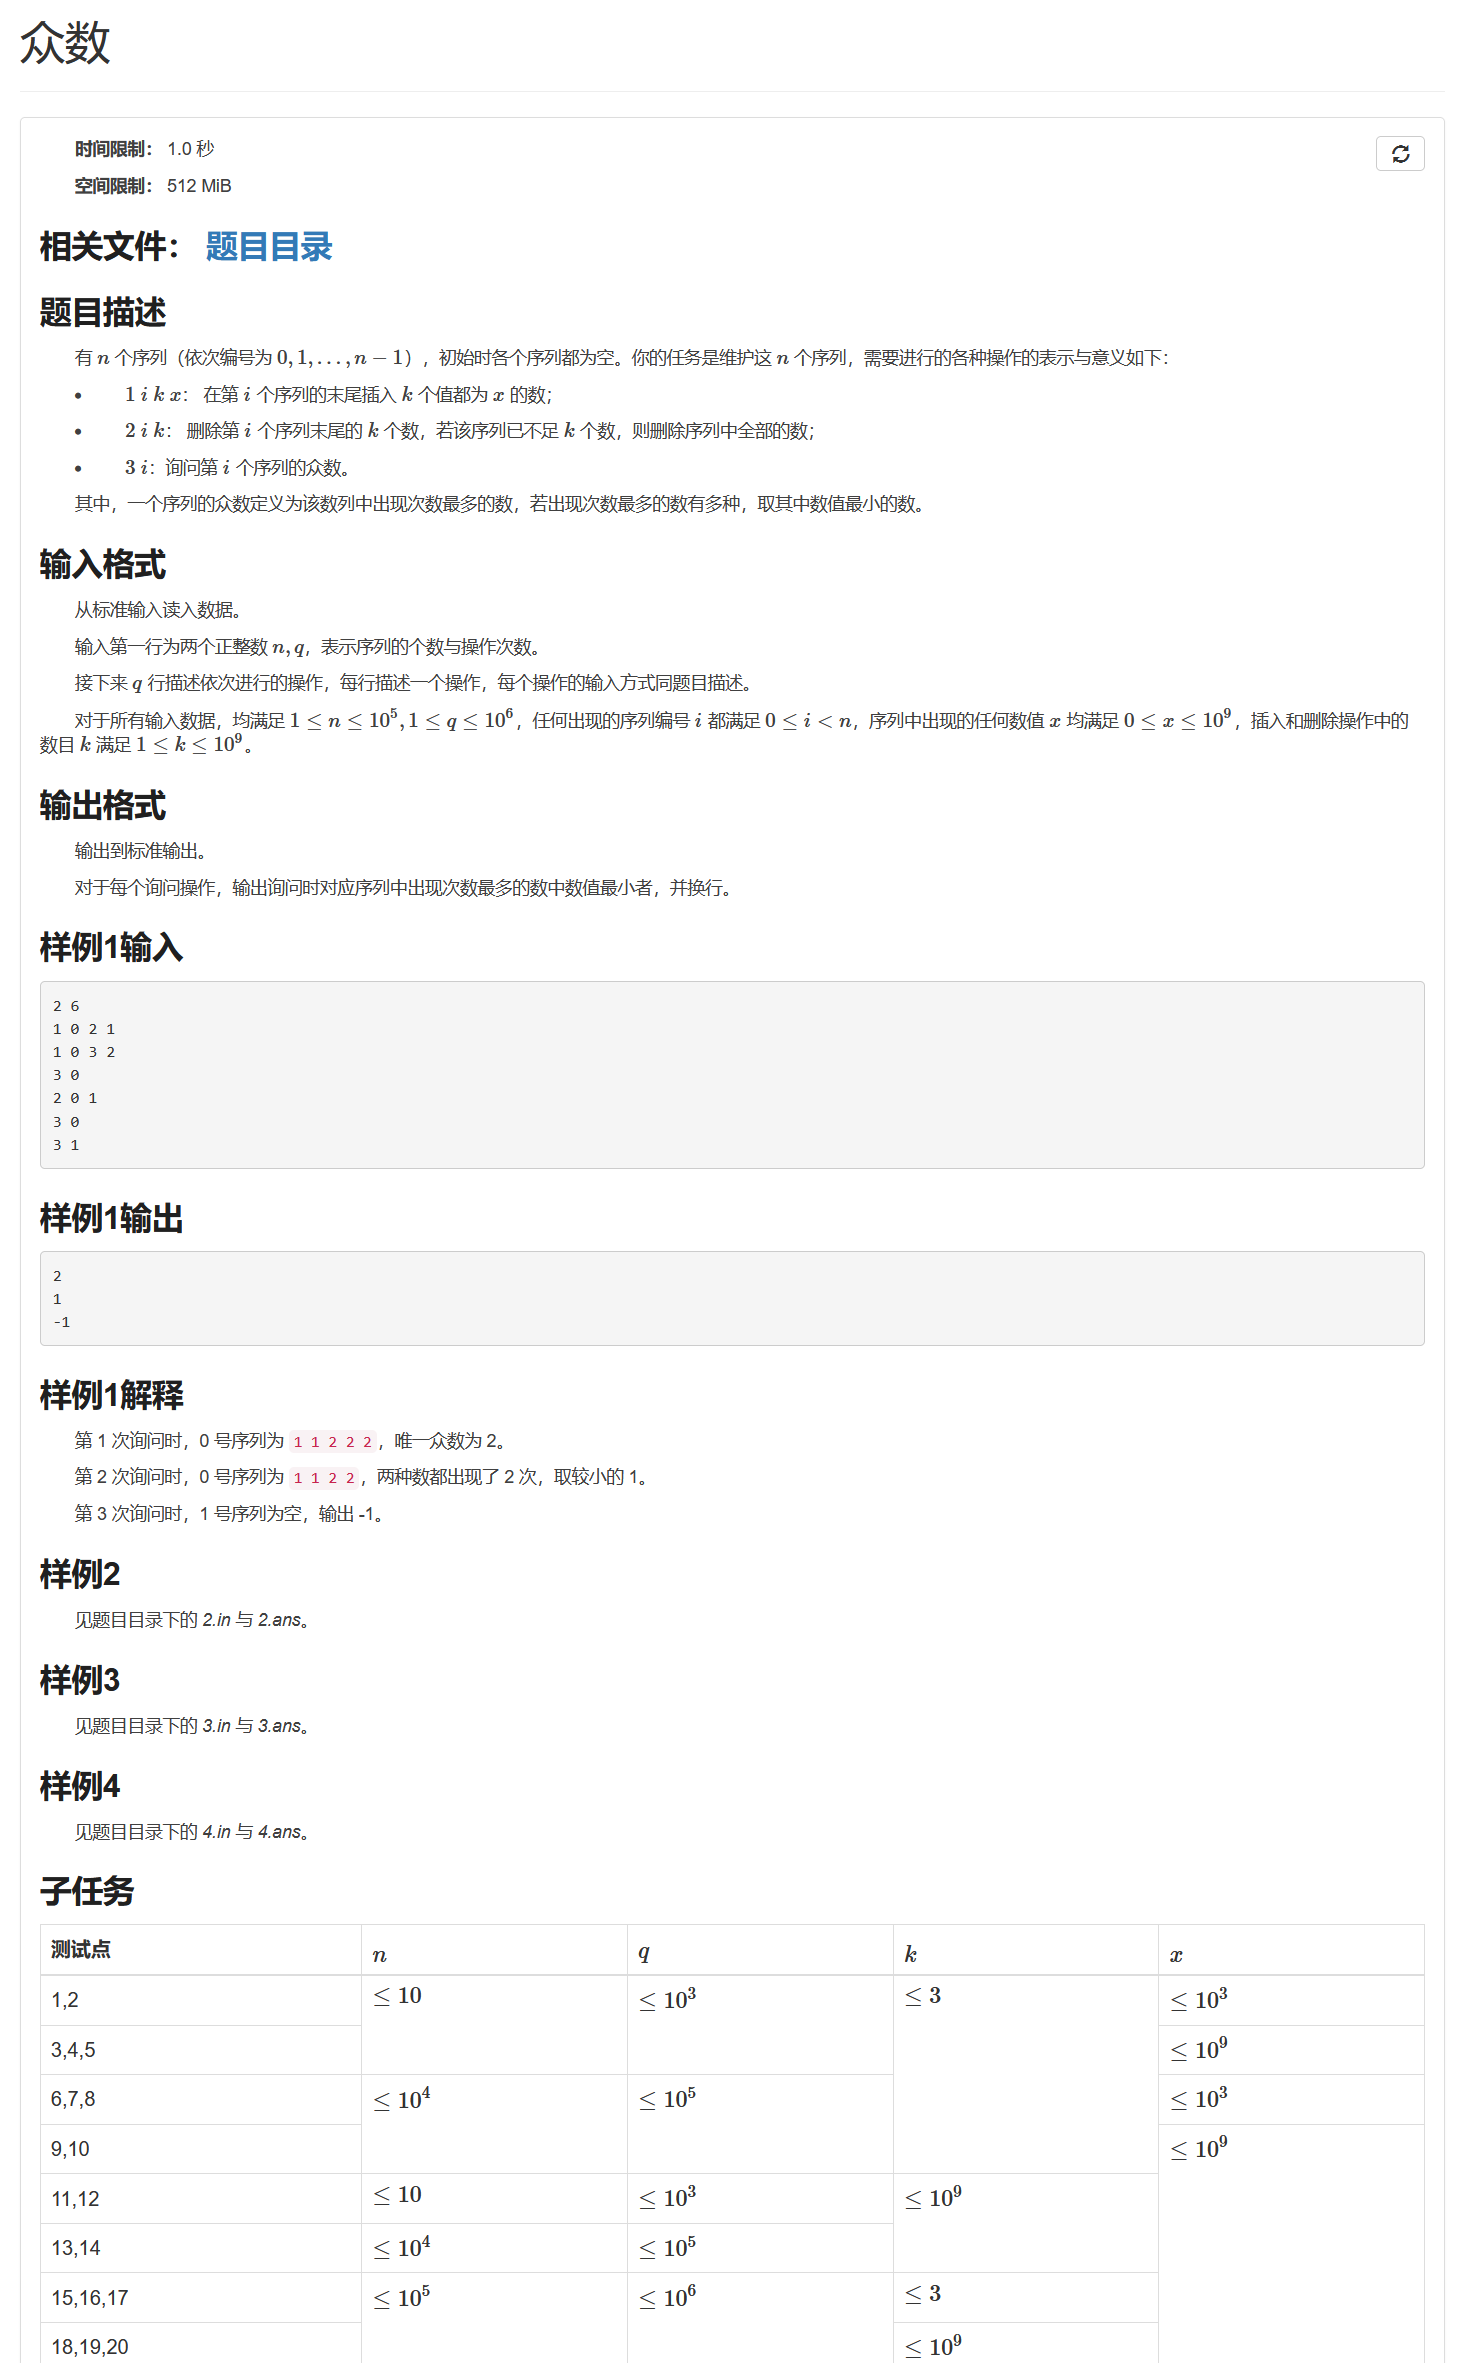 众数
时间限制： 1.0 秒
空间限制： 512 MiB
相关文件： 题目目录
题目描述
有 n 个序列（依次编号为 0, 1, . . . , n − 1），初始时各个序列都为空。你的任务是维护这 n 个序列，需要进行的各种操作的表示与意义如下：
• 1 i k x： 在第 i 个序列的末尾插入 k 个值都为 x 的数；
• 2 i k： 删除第 i 个序列末尾的 k 个数，若该序列已不足 k 个数，则删除序列中全部的数；
• 3 i：询问第 i 个序列的众数。
其中，一个序列的众数定义为该数列中出现次数最多的数，若出现次数最多的数有多种，取其中数值最小的数。
输入格式
从标准输入读入数据。
输入第一行为两个正整数 n, q，表示序列的个数与操作次数。
接下来 q 行描述依次进行的操作，每行描述一个操作，每个操作的输入方式同题目描述。
对于所有输入数据，均满足 1 ≤ n ≤ 10^5, 1 ≤ q ≤ 10^6，任何出现的序列编号 i 都满足 0 ≤ i < n，序列中出现的任何数值 x 均满足 0 ≤ x ≤ 10^9，插入和删除操作中的
数目 k 满足 1 ≤ k ≤ 10^9。
输出格式
输出到标准输出。
对于每个询问操作，输出询问时对应序列中出现次数最多的数中数值最小者，并换行。
样例1输入
2 6
1 0 2 1
1 0 3 2
3 0
2 0 1
3 0
3 1
样例1输出
2
1
-1
样例1解释
第 1 次询问时，0 号序列为 1 1 2 2 2，唯一众数为 2。
第 2 次询问时，0 号序列为 1 1 2 2，两种数都出现了 2 次，取较小的 1。
第 3 次询问时，1 号序列为空，输出 -1。
样例2
见题目目录下的 2.in 与 2.ans。
样例3
见题目目录下的 3.in 与 3.ans。
样例4
见题目目录下的 4.in 与 4.ans。
子任务
测试点 n q k x
1,2 ≤ 10 ≤ 10^3 ≤ 3 ≤ 10^3
3,4,5 ≤ 10^9
6,7,8 ≤ 10^4 ≤ 10^5 ≤ 10^3
9,10 ≤ 10^9
11,12 ≤ 10 ≤ 10^3 ≤ 10^9
13,14 ≤ 10^4 ≤ 10^5
15,16,17 ≤ 10^5 ≤ 10^6 ≤ 3
18,19,20 ≤ 10^9